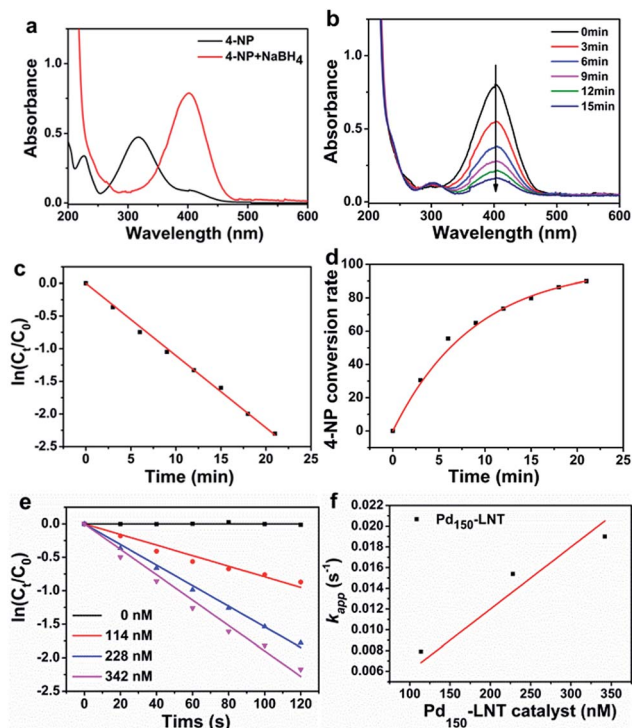 a
4-NP
4-NP+NaBH4
Absorbance
1.0
0.5
0.0
200 300 400 500 600
Wavelength (nm)
b
0min
3min
6min
9min
12min
15min
Absorbance
1.0
0.5
0.0
200 300 400 500 600
Wavelength (nm)
c
ln(Ct/C0)
0.0
-0.5
-1.0
-1.5
-2.0
-2.5
0 5 10 15 20 25
Time (min)
d
4-NP conversion rate
100
80
60
40
20
0
0 5 10 15 20 25
Time (min)
e
ln(Ct/C0)
0.0
-0.5
-1.0
-1.5
-2.0
-2.5
0 nM
114 nM
228 nM
342 nM
0 20 40 60 80 100 120
Tims (s)
f
Pd150-LNT
kapp (s-1)
0.022
0.020
0.018
0.016
0.014
0.012
0.010
0.008
0.006
100 150 200 250 300 350
Pd150-LNT catalyst (nM)